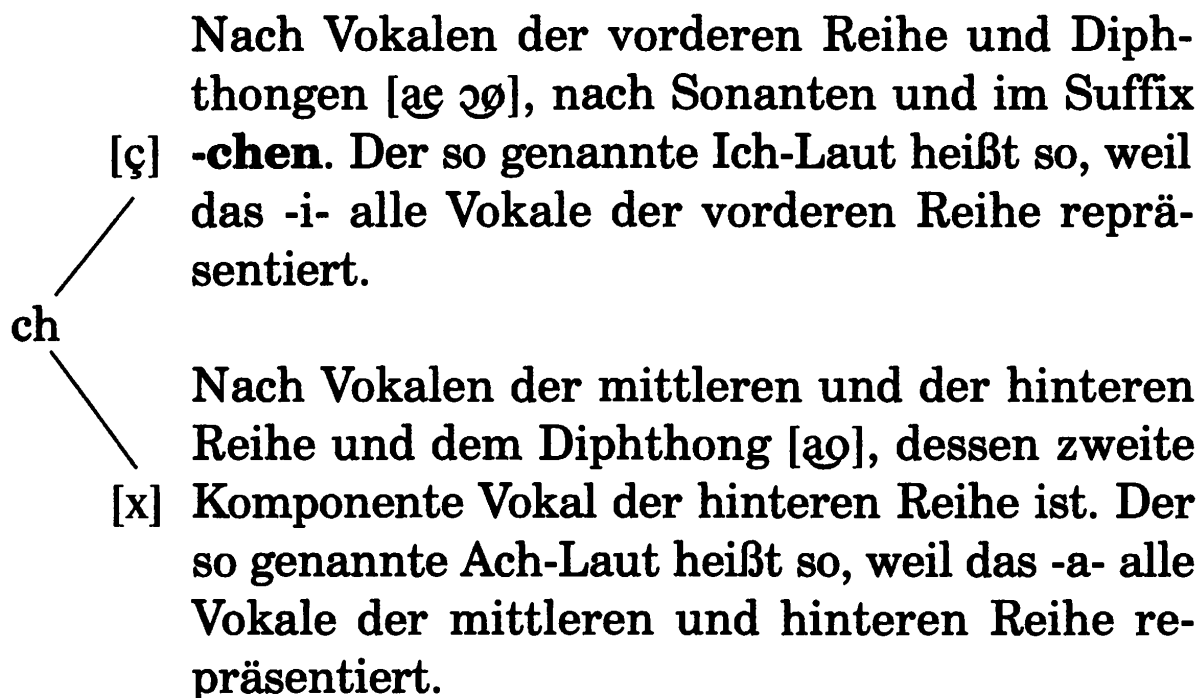 Nach Vokalen der vorderen Reihe und Diph-
thongen [a͜e ɔ͜ø], nach Sonanten und im Suffix
[ç] -chen. Der so genannte Ich-Laut heißt so, weil
das -i- alle Vokale der vorderen Reihe reprä-
sentiert.
ch
Nach Vokalen der mittleren und der hinteren
Reihe und dem Diphthong [a͜o], dessen zweite
[x] Komponente Vokal der hinteren Reihe ist. Der
so genannte Ach-Laut heißt so, weil das -a- alle
Vokale der mittleren und hinteren Reihe re-
präsentiert.